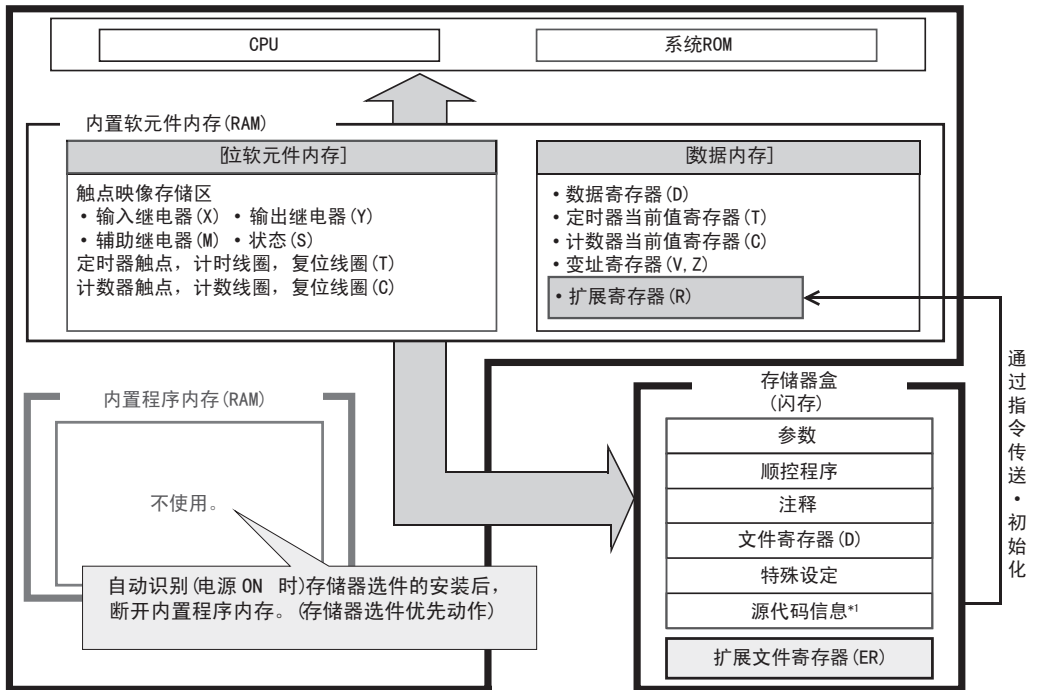 CPU
系统ROM
内置软元件内存(RAM)
[位软元件内存]
触点映像存储区
•输入继电器(X) •输出继电器(Y)
•辅助继电器(M) •状态(S)
定时器触点，计时线圈，复位线圈(T)
计数器触点，计数线圈，复位线圈(C)
[数据内存]
•数据寄存器(D)
•定时器当前值寄存器(T)
•计数器当前值寄存器(C)
•变址寄存器(V,Z)
•扩展寄存器(R)
通过指令传送•初始化
内置程序内存(RAM)
不使用。
自动识别(电源 ON 时)存储器选件的安装后，
断开内置程序内存。(存储器选件优先动作)
存储器盒
(闪存)
参数
顺控程序
注释
文件寄存器(D)
特殊设定
源代码信息*1
扩展文件寄存器(ER)